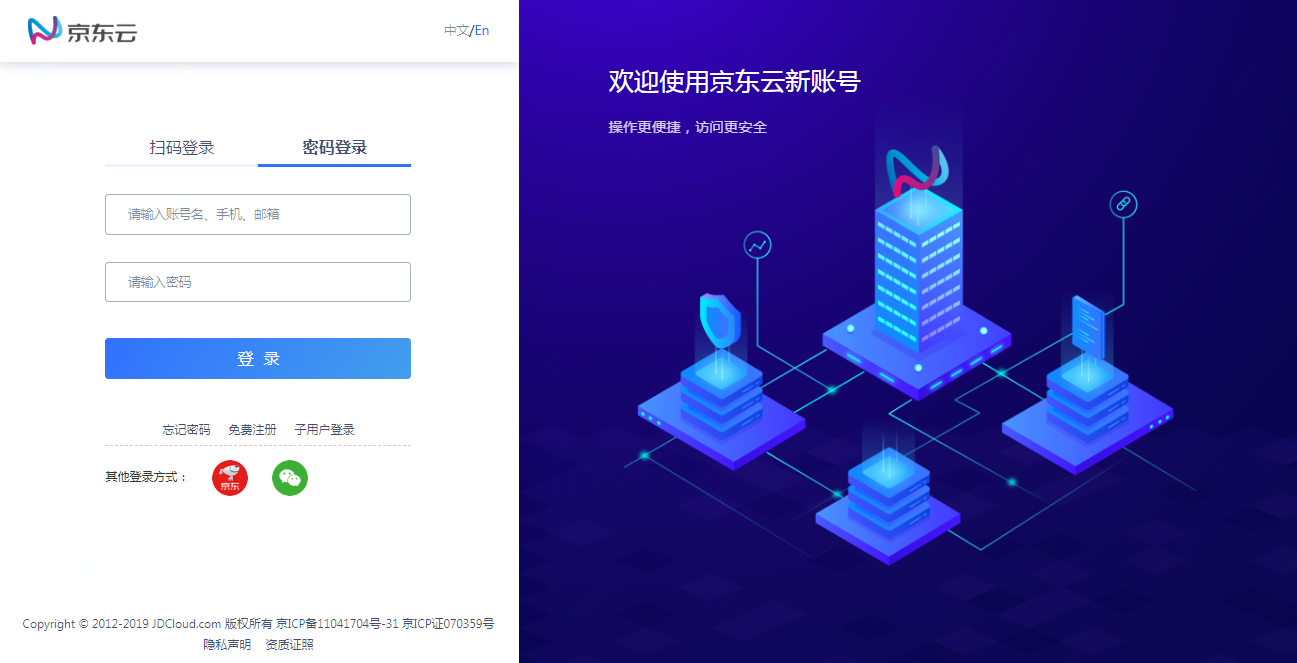 京东云
中文/En
扫码登录 密码登录
请输入账号名、手机、邮箱
请输入密码
登 录
忘记密码 免费注册 子用户登录
其他登录方式：
京东
Copyright © 2012-2019 JDCloud.com 版权所有 京ICP备11041704号-31 京ICP证070359号
隐私声明 资质证照
欢迎使用京东云新账号
操作更便捷，访问更安全